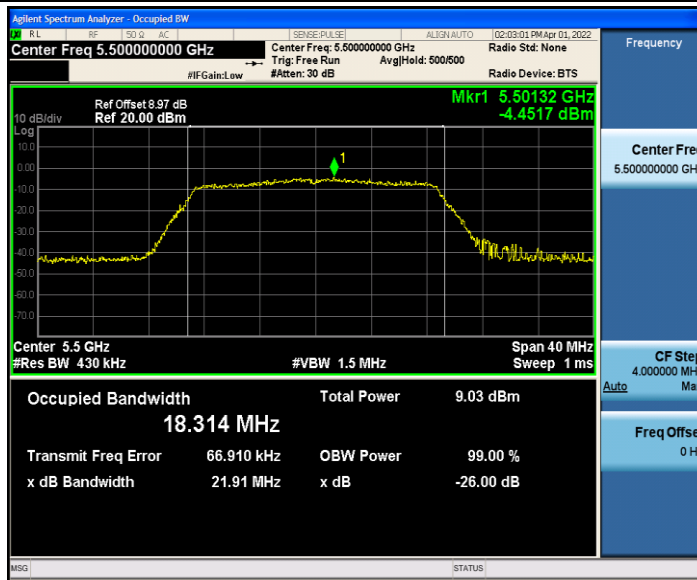 Agilent Spectrum Analyzer - Occupied BW
RL RF 50 Ω AC SENSE:PULSE ALIGN AUTO 02:03:01 PM Apr 01, 2022
Center Freq 5.500000000 GHz
Center Freq: 5.500000000 GHz Radio Std: None
Trig: Free Run Avg|Hold: 500/500
#IFGain:Low #Atten: 30 dB Radio Device: BTS
Ref Offset 8.97 dB
10 dB/div Ref 20.00 dBm
Mkr1 5.50132 GHz
-4.4517 dBm
Log
10.0
0.00
-10.0
-20.0
-30.0
-40.0
-50.0
-60.0
-70.0
1
Center 5.5 GHz Span 40 MHz
#Res BW 430 kHz #VBW 1.5 MHz Sweep 1 ms
Occupied Bandwidth Total Power 9.03 dBm
18.314 MHz
Transmit Freq Error 66.910 kHz OBW Power 99.00 %
x dB Bandwidth 21.91 MHz x dB -26.00 dB
MSG STATUS
Frequency
Center Fre
5.500000000 GH
CF Step
4.000000 MH
Auto Ma
Freq Offse
0 H